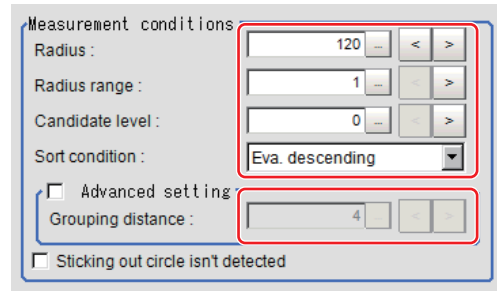 Measurement conditions
Radius : 120 ... < >
Radius range : 1 ... < >
Candidate level : 0 ... < >
Sort condition : Eva. descending
Advanced setting
Grouping distance : 4 ... < >
Sticking out circle isn't detected